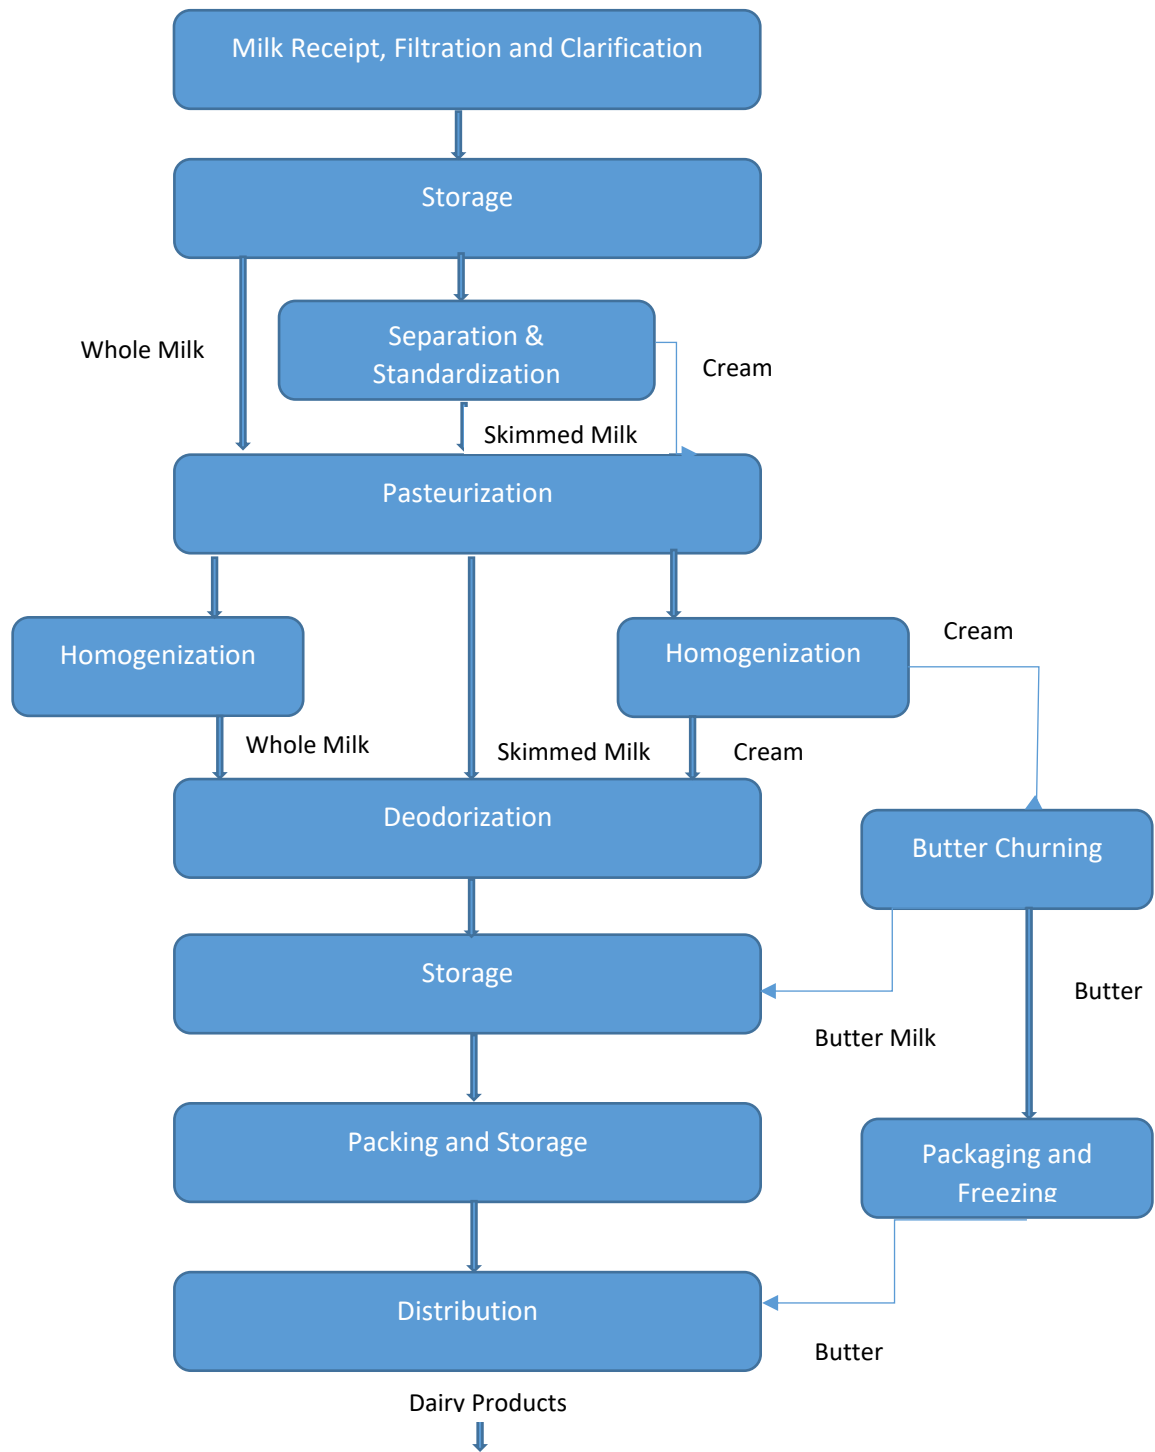 Milk Receipt, Filtration and Clarification
Storage
Whole Milk
Separation &
Standardization
Cream
Skimmed Milk
Pasteurization
Homogenization
Homogenization
Cream
Whole Milk
Skimmed Milk
Cream
Deodorization
Butter Churning
Storage
Butter
Butter Milk
Packing and Storage
Packaging and
Freezing
Distribution
Butter
Dairy Products